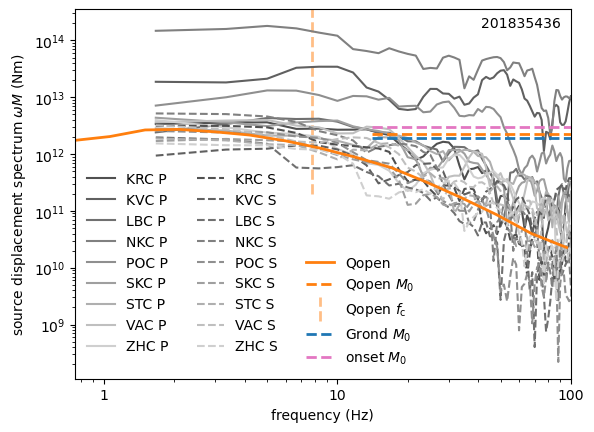 201835436
source displacement spectrum ωM (Nm)
10¹⁴
10¹³
10¹²
10¹¹
10¹⁰
10⁹
KRC P
KVC P
LBC P
NKC P
POC P
SKC P
STC P
VAC P
ZHC P
KRC S
KVC S
LBC S
NKC S
POC S
SKC S
STC S
VAC S
ZHC S
Qopen
Qopen M₀
Qopen f_c
Grond M₀
onset M₀
1
10
100
frequency (Hz)